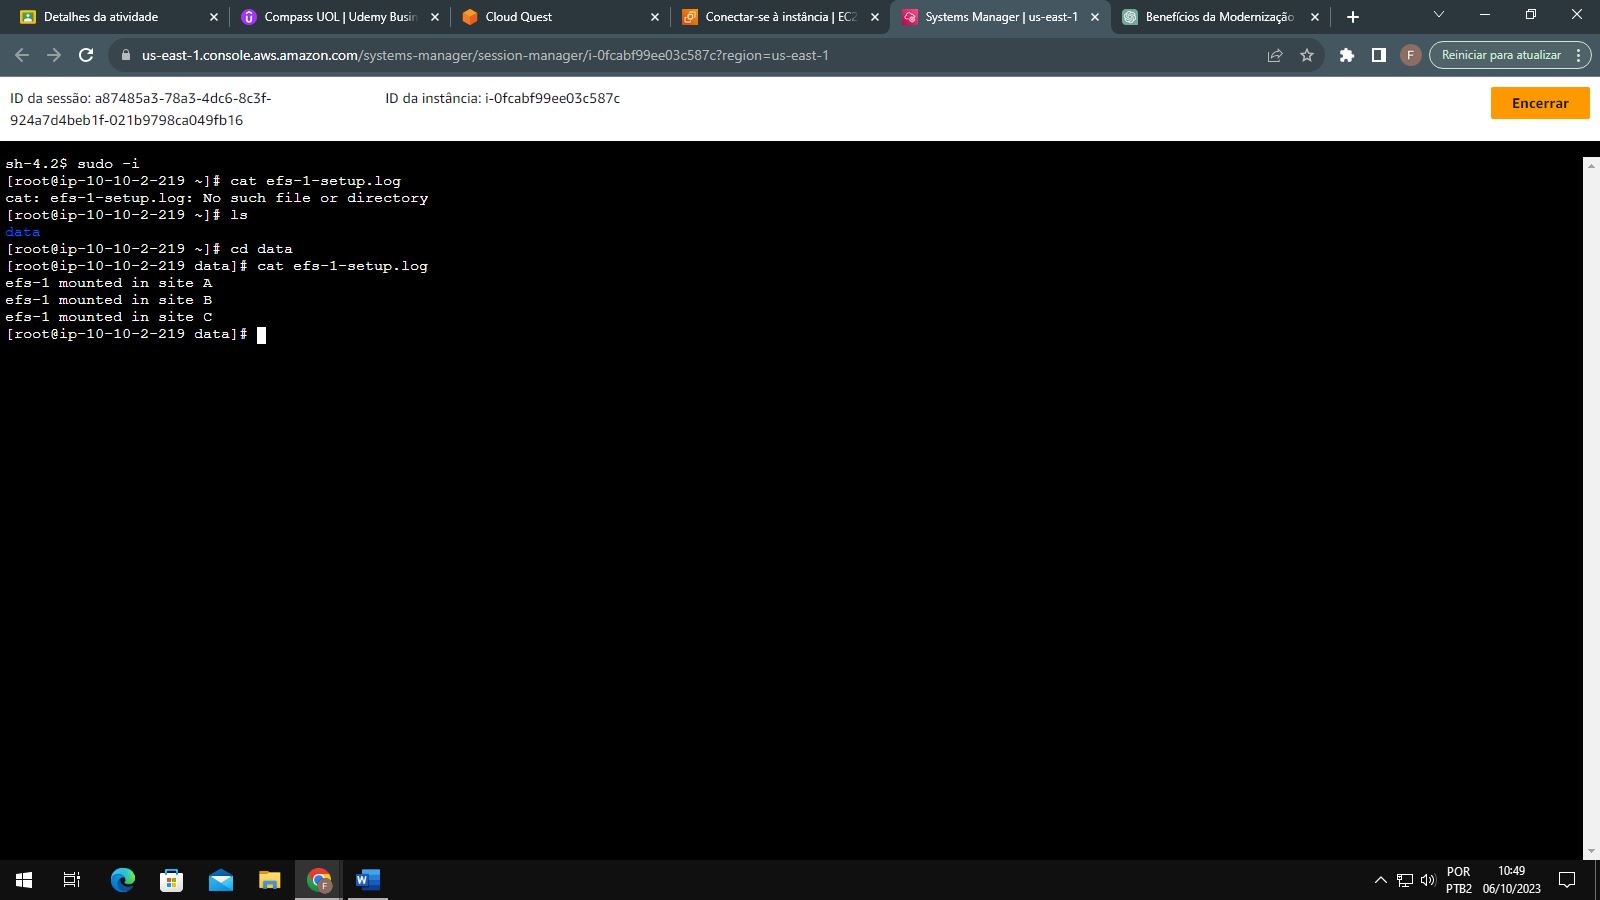 Detalhes da atividade
Compass UOL | Udemy Busin
Cloud Quest
Conectar-se à instância | EC2
Systems Manager | us-east-1
Benefícios da Modernização
us-east-1.console.aws.amazon.com/systems-manager/session-manager/i-0fcabf99ee03c587c?region=us-east-1
F
Reiniciar para atualizar
ID da sessão: a87485a3-78a3-4dc6-8c3f-
924a7d4beb1f-021b9798ca049fb16
ID da instância: i-0fcabf99ee03c587c
Encerrar
sh-4.2$ sudo -i
[root@ip-10-10-2-219 ~]# cat efs-1-setup.log
cat: efs-1-setup.log: No such file or directory
[root@ip-10-10-2-219 ~]# ls
data
[root@ip-10-10-2-219 ~]# cd data
[root@ip-10-10-2-219 data]# cat efs-1-setup.log
efs-1 mounted in site A
efs-1 mounted in site B
efs-1 mounted in site C
[root@ip-10-10-2-219 data]#
F
W
POR
PTB2
10:49
06/10/2023